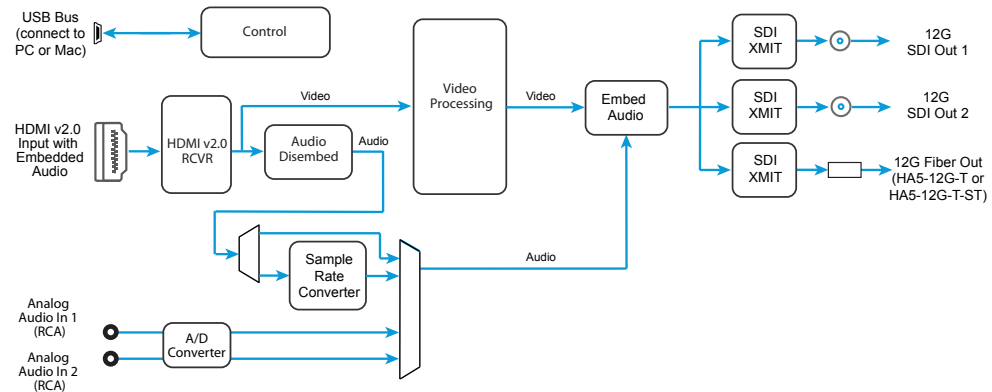 USB Bus
(connect to
PC or Mac)
Control
HDMI v2.0
Input with
Embedded
Audio
HDMI v2.0
RCVR
Video
Audio
Disembed
Audio
Video
Processing
Video
Embed
Audio
SDI
XMIT
12G
SDI Out 1
SDI
XMIT
12G
SDI Out 2
SDI
XMIT
12G Fiber Out
(HA5-12G-T or
HA5-12G-T-ST)
Sample
Rate
Converter
Audio
Analog
Audio In 1
(RCA)
A/D
Converter
Analog
Audio In 2
(RCA)